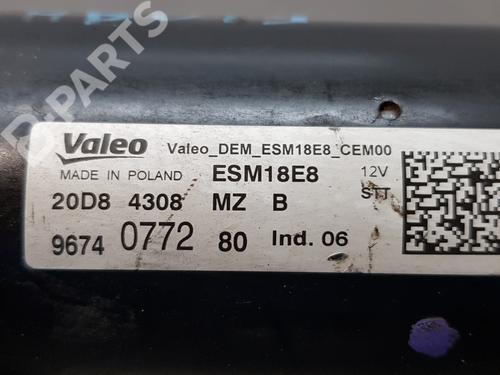 B-PARTS
Valeo Valeo_DEM_ESM18E8_CEM00
MADE IN POLAND ESM18E8 12V
20D8 4308 MZ B STT
9674 0772 80 Ind. 06